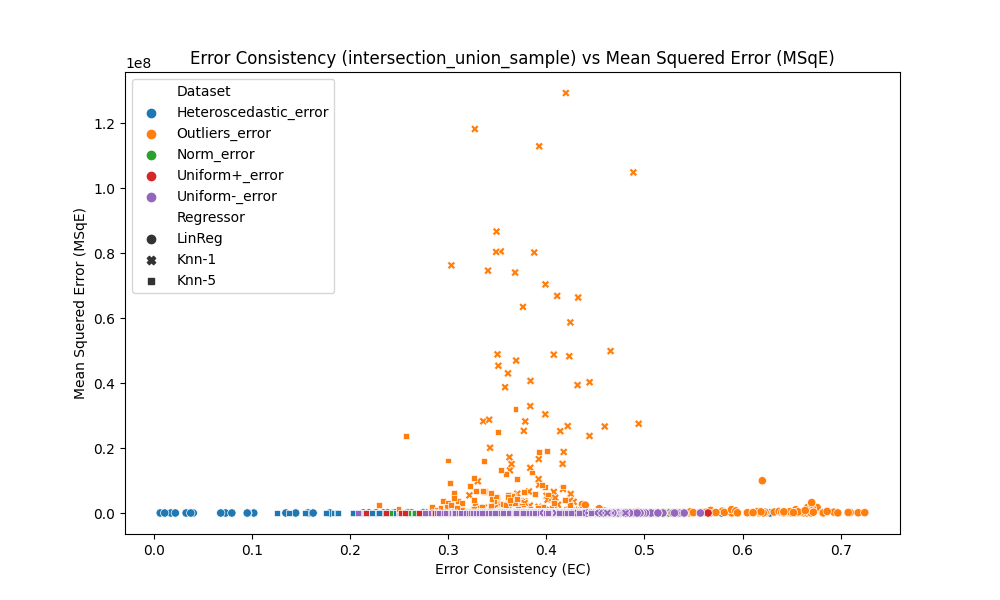 Error Consistency (intersection_union_sample) vs Mean Squared Error (MSqE)
1e8
Dataset
Heteroscedastic_error
Outliers_error
Norm_error
Uniform+_error
Uniform-_error
Regressor
LinReg
Knn-1
Knn-5
1.2
1.0
0.8
0.6
0.4
0.2
0.0
Mean Squered Error (MSqE)
0.0 0.1 0.2 0.3 0.4 0.5 0.6 0.7
Error Consistency (EC)